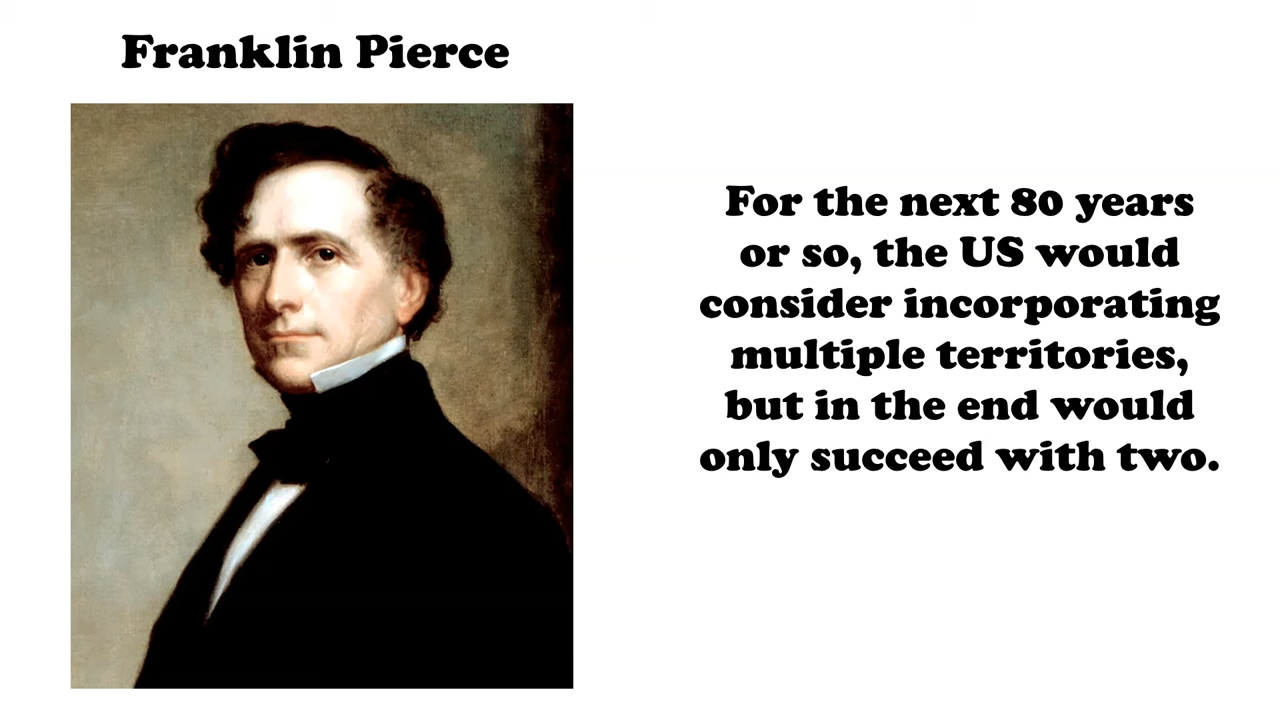 Franklin Pierce
For the next 80 years
or so, the US would
consider incorporating
multiple territories,
but in the end would
only succeed with two.